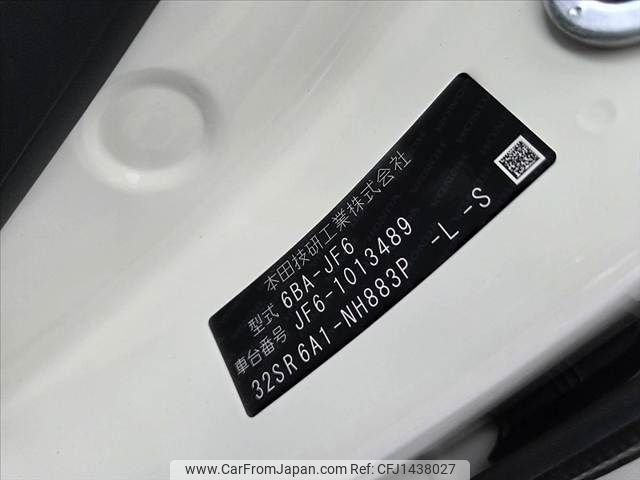 本田技研工業株式会社
型式 6BA-JF6
車台番号 JF6-1013489
32SR6A1-NH883P -L -S
www.CarFromJapan.com - CFJ1438027